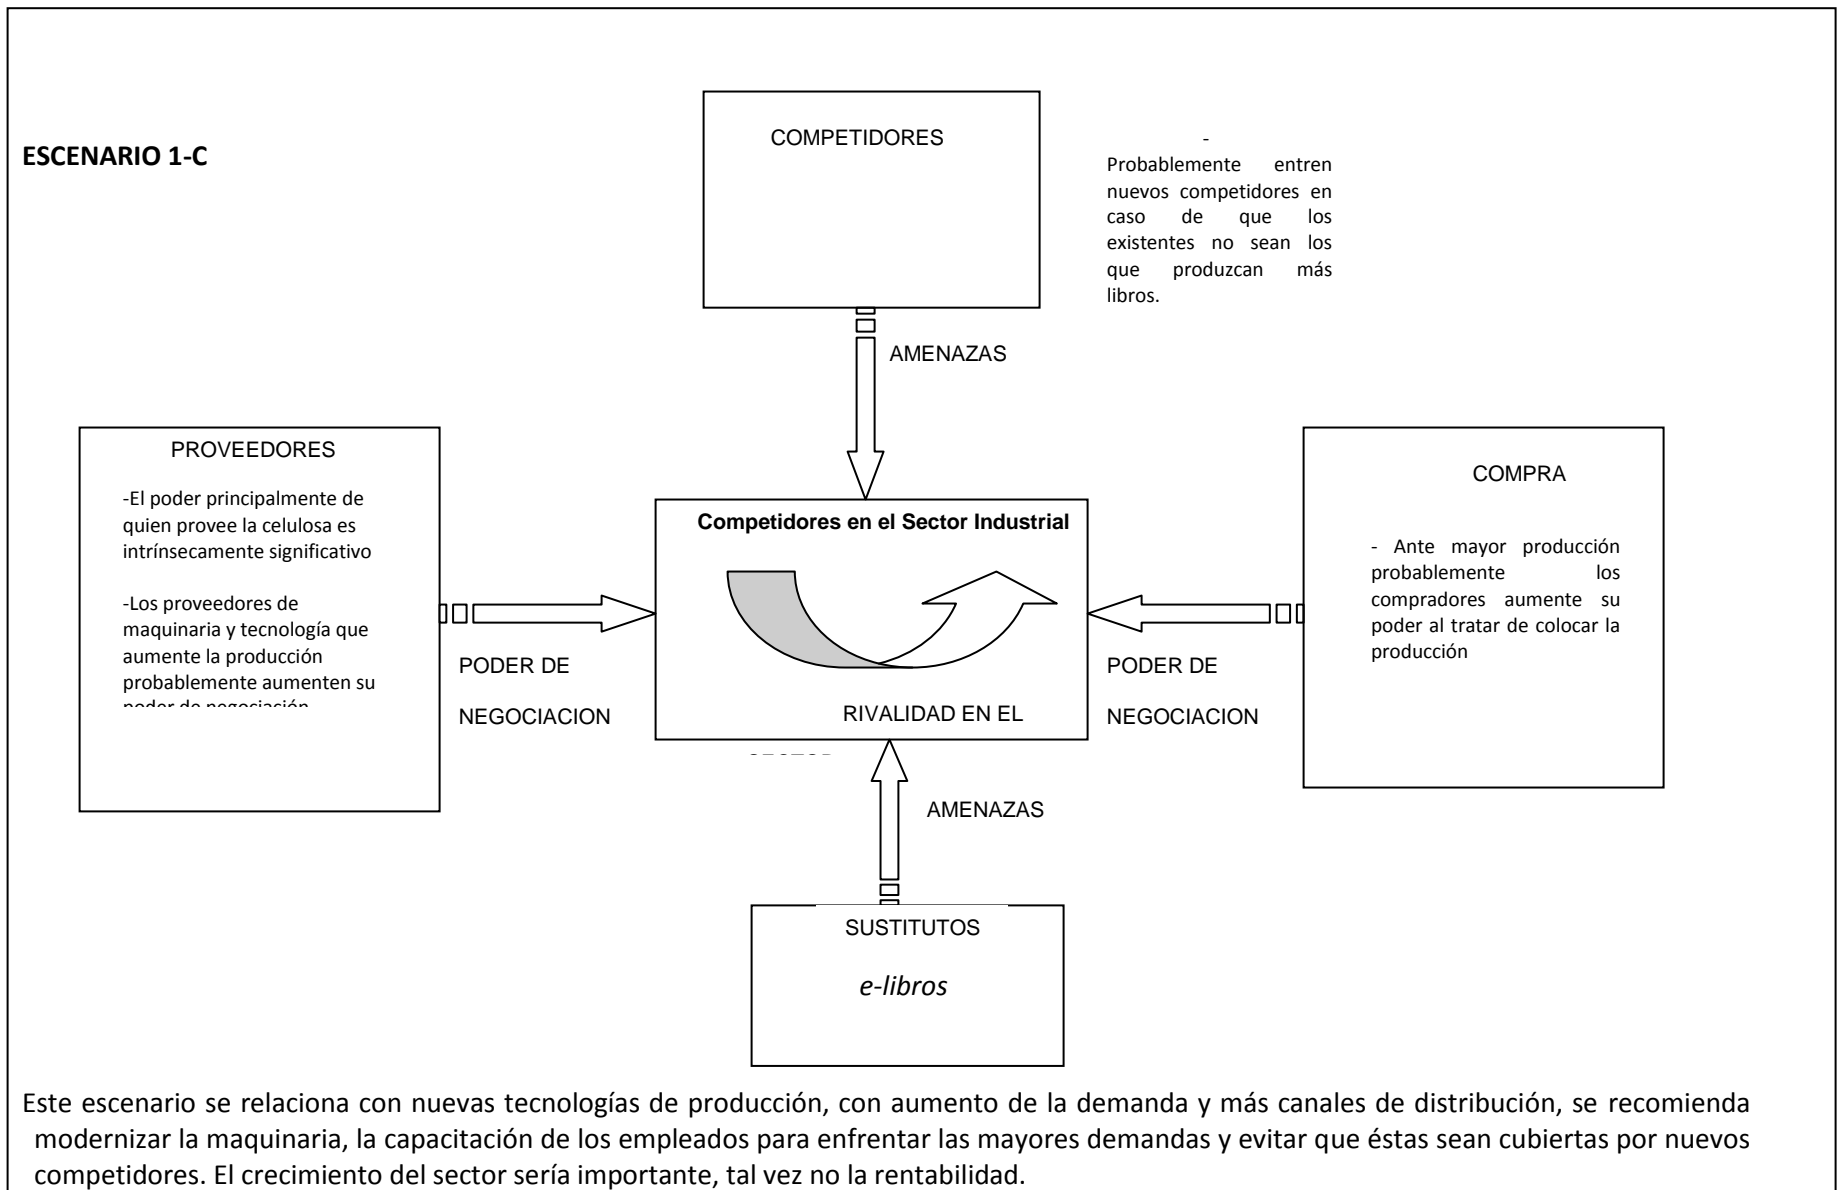 ESCENARIO 1-C
COMPETIDORES
-
Probablemente entren
nuevos competidores en
caso de que los
existentes no sean los
que produzcan más
libros.
AMENAZAS
PROVEEDORES
-El poder principalmente de
quien provee la celulosa es
intrínsecamente significativo
-Los proveedores de
maquinaria y tecnología que
aumente la producción
probablemente aumenten su
poder de negociación
PODER DE
NEGOCIACION
Competidores en el Sector Industrial
RIVALIDAD EN EL
PODER DE
NEGOCIACION
COMPRA
- Ante mayor producción
probablemente los
compradores aumente su
poder al tratar de colocar la
producción
AMENAZAS
SUSTITUTOS
e-libros
Este escenario se relaciona con nuevas tecnologías de producción, con aumento de la demanda y más canales de distribución, se recomienda
modernizar la maquinaria, la capacitación de los empleados para enfrentar las mayores demandas y evitar que éstas sean cubiertas por nuevos
competidores. El crecimiento del sector sería importante, tal vez no la rentabilidad.